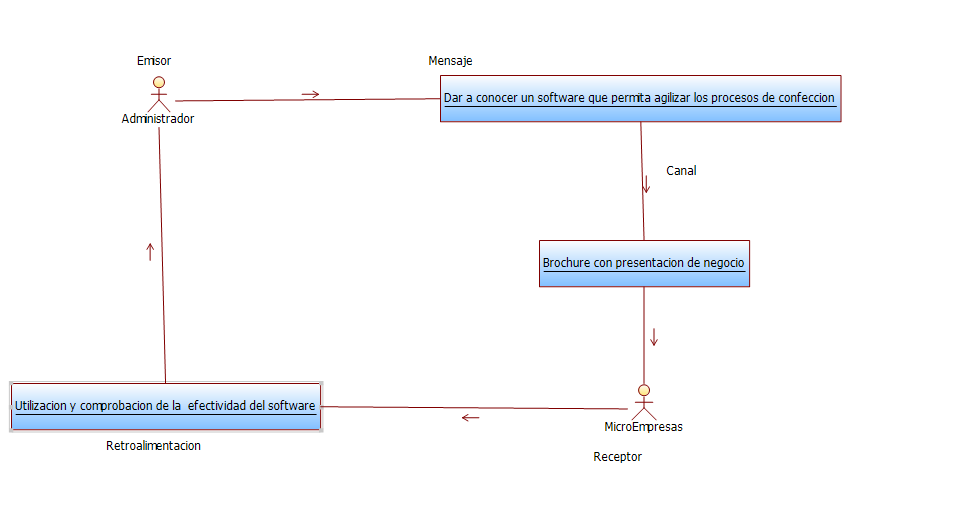 Emisor
Mensaje
Administrador
Dar a conocer un software que permita agilizar los procesos de confeccion
Canal
Brochure con presentacion de negocio
Utilizacion y comprobacion de la  efectividad del software
Retroalimentacion
MicroEmpresas
Receptor